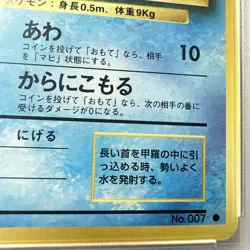 ポケモン：身長0.5m、体重9Kg
あわ
コインを投げて「おもて」なら、相手
を「マヒ」状態にする。
10
からにこもる
コインを投げて「おもて」なら、次の相手の番に
受けるダメージが0になる。
にげる
長い首を甲羅の中に引
っ込める時、勢いよく
水を発射する。
No.007 ●